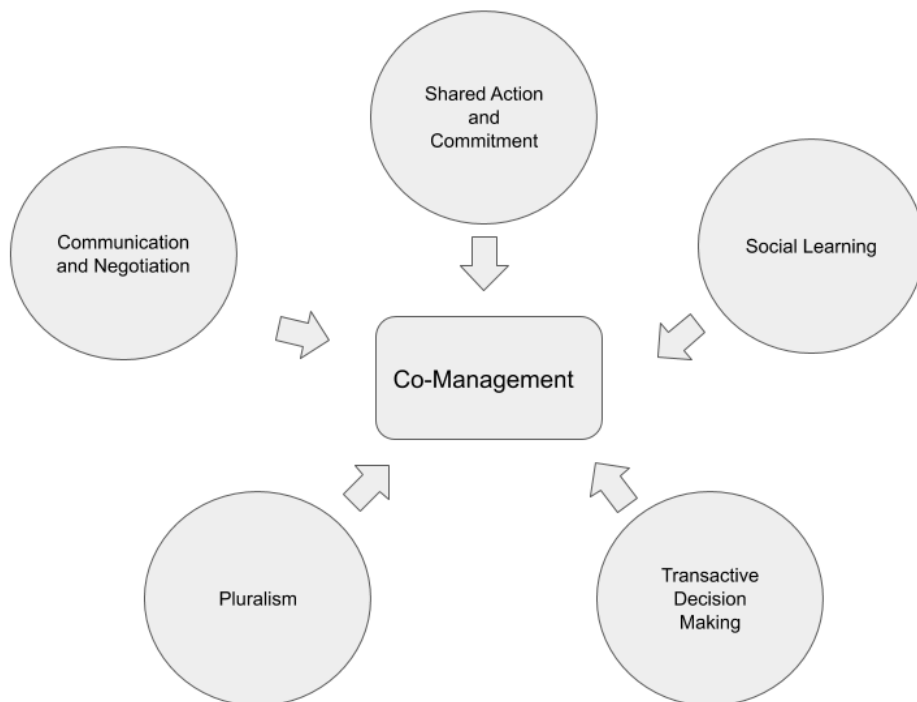 Shared Action
and
Commitment
Communication
and Negotiation
Social Learning
Co-Management
Pluralism
Transactive
Decision
Making